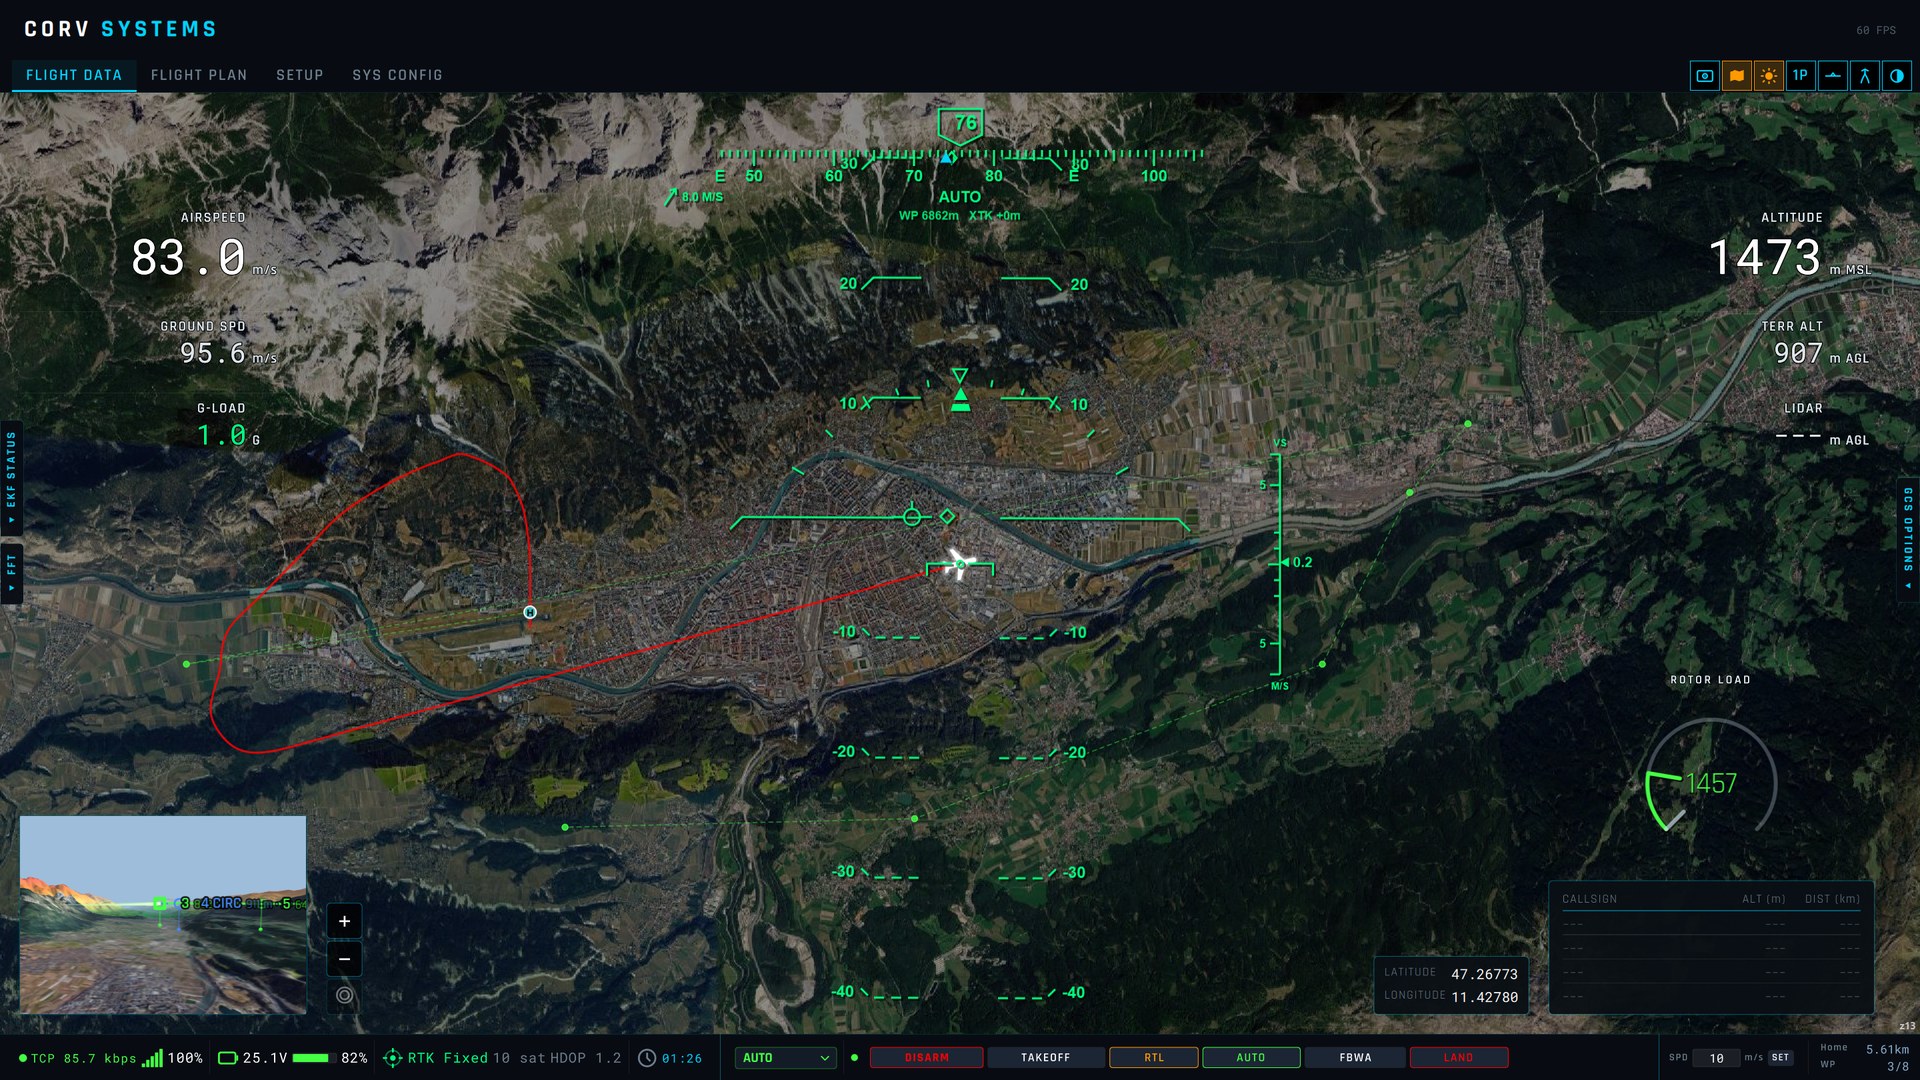 CORV SYSTEMS
60 FPS
FLIGHT DATA
FLIGHT PLAN
SETUP
SYS CONFIG
1P
76
30
30
E 50 60 70 80 E 100
8.0 M/S
AUTO
WP 6862m XTK +0m
AIRSPEED
83.0 m/s
GROUND SPD
95.6 m/s
G-LOAD
1.0 G
ALTITUDE
1473 m MSL
TERR ALT
907 m AGL
LIDAR
--- m AGL
20 20
10 10
-10 -10
-20 -20
-30 -30
-40 -40
VS
5
0.2
5
M/S
EKF STATUS
FFT
GCS OPTIONS
H
ROTOR LOAD
1457
3
4 CIRC
5
+
−
LATITUDE 47.26773
LONGITUDE 11.42780
CALLSIGN ALT (m) DIST (km)
--- --- ---
--- --- ---
--- --- ---
--- --- ---
z13
TCP 85.7 kbps 100%
25.1V 82%
RTK Fixed 10 sat HDOP 1.2
01:26
AUTO
DISARM
TAKEOFF
RTL
AUTO
FBWA
LAND
SPD 10 m/s SET
Home 5.61km
WP 3/8